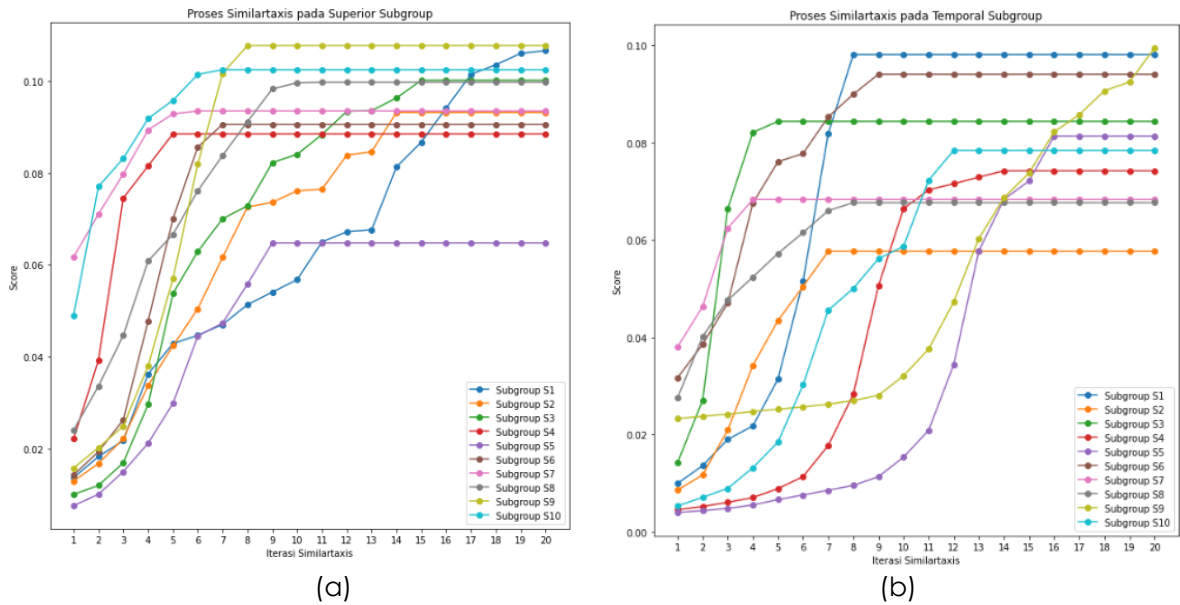 Proses Similartaxis pada Superior Subgroup
Score
0.10
0.08
0.06
0.04
0.02
1 2 3 4 5 6 7 8 9 10 11 12 13 14 15 16 17 18 19 20
Iterasi Similartaxis
Subgroup S1
Subgroup S2
Subgroup S3
Subgroup S4
Subgroup S5
Subgroup S6
Subgroup S7
Subgroup S8
Subgroup S9
Subgroup S10
(a)
Proses Similartaxis pada Temporal Subgroup
Score
0.10
0.08
0.06
0.04
0.02
0.00
1 2 3 4 5 6 7 8 9 10 11 12 13 14 15 16 17 18 19 20
Iterasi Similartaxis
Subgroup S1
Subgroup S2
Subgroup S3
Subgroup S4
Subgroup S5
Subgroup S6
Subgroup S7
Subgroup S8
Subgroup S9
Subgroup S10
(b)